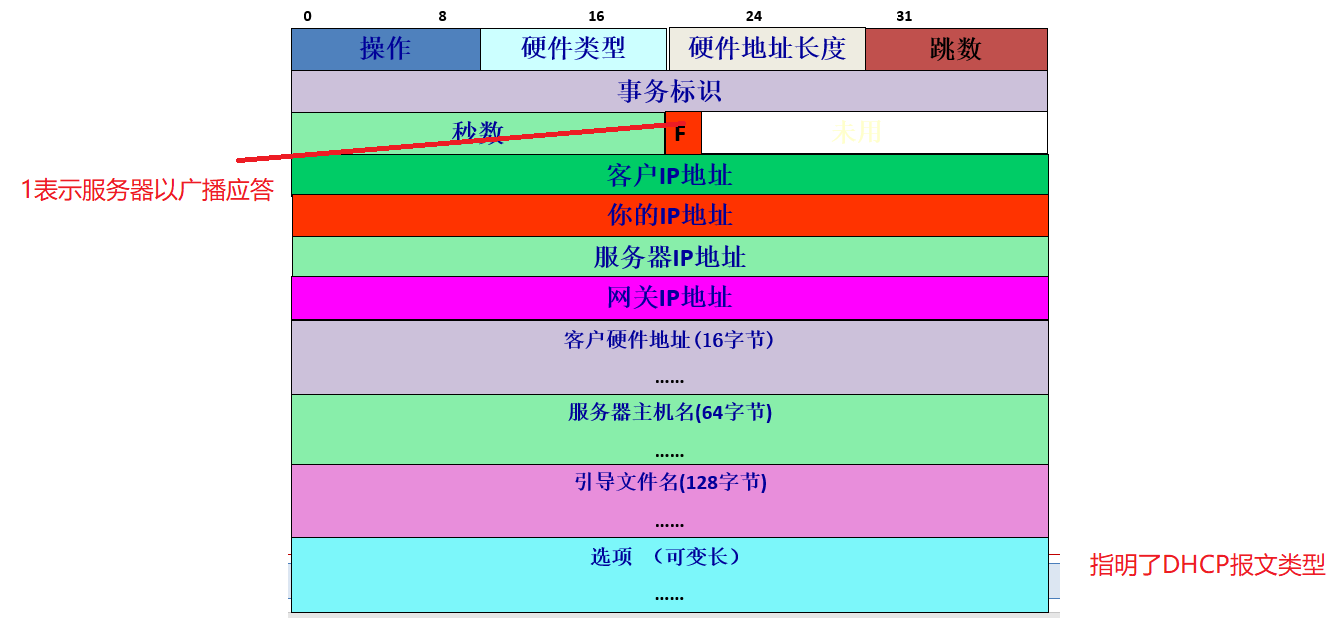 0 8 16 24 31
操作 硬件类型 硬件地址长度 跳数
事务标识
秒数 F 未用
1表示服务器以广播应答
客户IP地址
你的IP地址
服务器IP地址
网关IP地址
客户硬件地址(16字节)
......
服务器主机名(64字节)
......
引导文件名(128字节)
......
选项 （可变长）
指明了DHCP报文类型
......